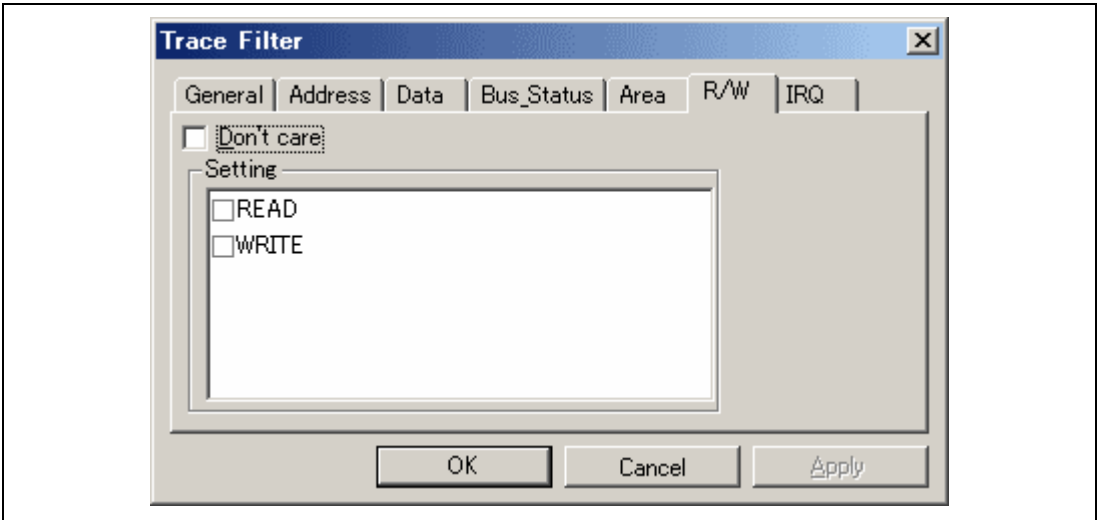 Trace Filter
General Address Data Bus_Status Area R/W IRQ
Don't care
Setting
READ
WRITE
OK Cancel Apply